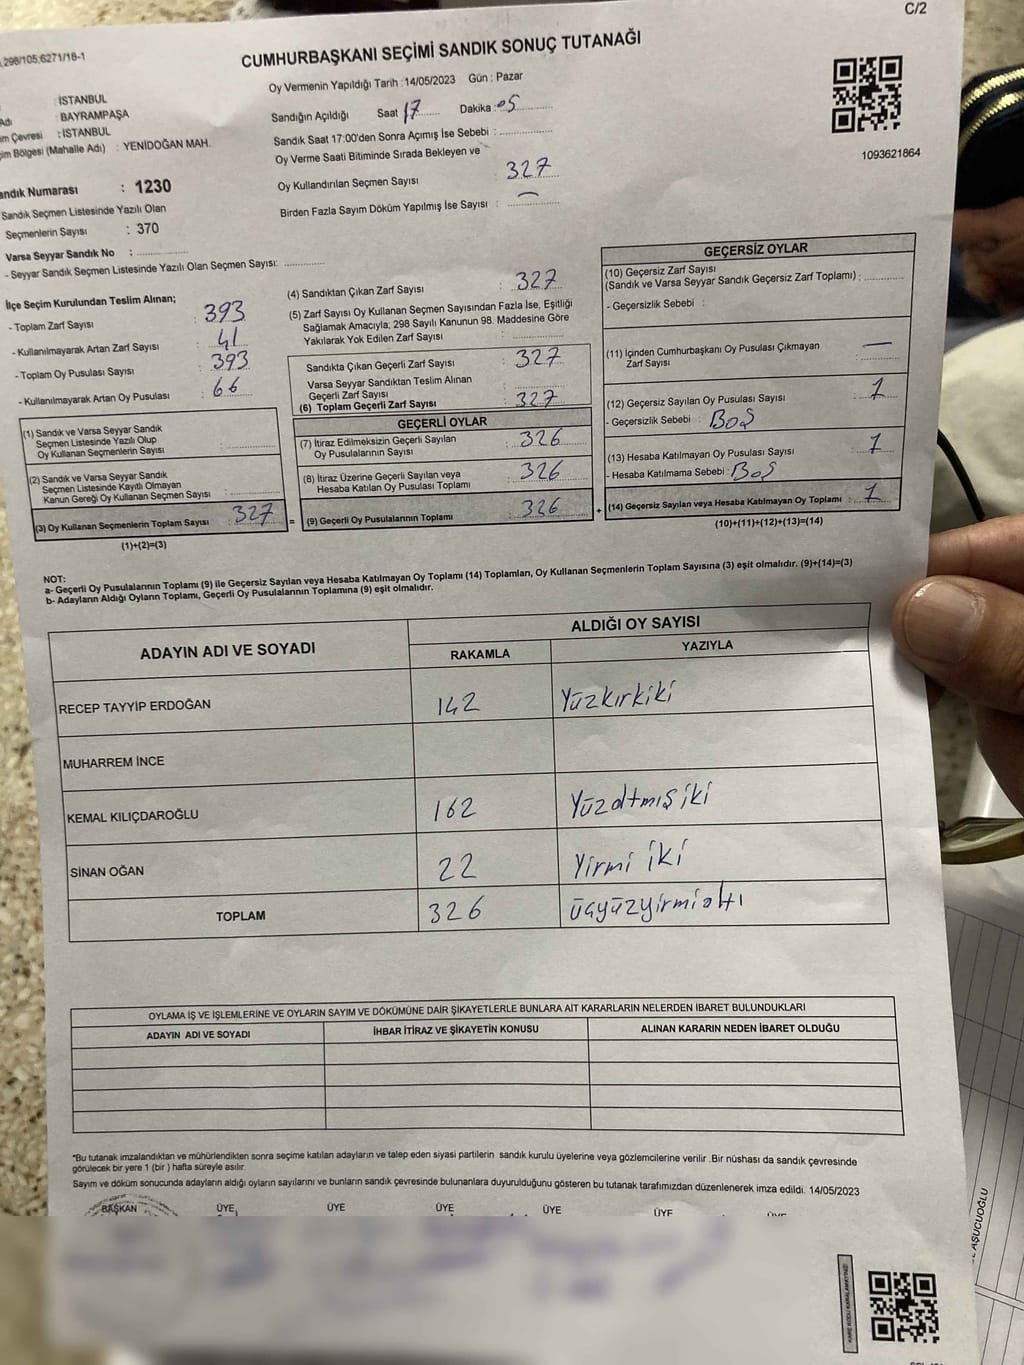 C/2
298/105;6271/18-1
CUMHURBAŞKANI SEÇİMİ SANDIK SONUÇ TUTANAĞI
: İSTANBUL
Adı : BAYRAMPAŞA
im Çevresi : İSTANBUL
çim Bölgesi (Mahalle Adı) : YENİDOĞAN MAH.
andık Numarası : 1230
Sandık Seçmen Listesinde Yazılı Olan
Seçmenlerin Sayısı : 370
Varsa Seyyar Sandık No :
- Seyyar Sandık Seçmen Listesinde Yazılı Olan Seçmen Sayısı:
Oy Vermenin Yapıldığı Tarih : 14/05/2023 Gün : Pazar
Sandığın Açıldığı Saat 17 Dakika : 05
Sandık Saat 17:00'den Sonra Açımış İse Sebebi :
Oy Verme Saati Bitiminde Sırada Bekleyen ve
Oy Kullandırılan Seçmen Sayısı : 327
Birden Fazla Sayım Döküm Yapılmış İse Sayısı : —
1093621864
İlçe Seçim Kurulundan Teslim Alınan;
- Toplam Zarf Sayısı : 393
- Kullanılmayarak Artan Zarf Sayısı : 41
- Toplam Oy Pusulası Sayısı : 393
- Kullanılmayarak Artan Oy Pusulası : 66
(1) Sandık ve Varsa Seyyar Sandık
Seçmen Listesinde Yazılı Olup
Oy Kullanan Seçmenlerin Sayısı :
(2) Sandık ve Varsa Seyyar Sandık
Seçmen Listesinde Kayıtlı Olmayan
Kanun Gereği Oy Kullanan Seçmen Sayısı :
(3) Oy Kullanan Seçmenlerin Toplam Sayısı : 327 =
(1)+(2)=(3)
(4) Sandıktan Çıkan Zarf Sayısı : 327
(5) Zarf Sayısı Oy Kullanan Seçmen Sayısından Fazla İse, Eşitliği
Sağlamak Amacıyla; 298 Sayılı Kanunun 98. Maddesine Göre
Yakılarak Yok Edilen Zarf Sayısı :
Sandıkta Çıkan Geçerli Zarf Sayısı : 327
Varsa Seyyar Sandıktan Teslim Alınan
Geçerli Zarf Sayısı :
(6) Toplam Geçerli Zarf Sayısı : 327
GEÇERLİ OYLAR
(7) İtiraz Edilmeksizin Geçerli Sayılan
Oy Pusulalarının Sayısı : 326
(8) İtiraz Üzerine Geçerli Sayılan veya
Hesaba Katılan Oy Pusulası Toplamı : 326
(9) Geçerli Oy Pusulalarının Toplamı : 326 +
GEÇERSİZ OYLAR
(10) Geçersiz Zarf Sayısı
(Sandık ve Varsa Seyyar Sandık Geçersiz Zarf Toplamı) :
- Geçersizlik Sebebi :
(11) İçinden Cumhurbaşkanı Oy Pusulası Çıkmayan
Zarf Sayısı : —
(12) Geçersiz Sayılan Oy Pusulası Sayısı : 1
- Geçersizlik Sebebi : BOŞ
(13) Hesaba Katılmayan Oy Pusulası Sayısı : 1
- Hesaba Katılmama Sebebi : BOŞ
(14) Geçersiz Sayılan veya Hesaba Katılmayan Oy Toplamı : 1
(10)+(11)+(12)+(13)=(14)
NOT:
a- Geçerli Oy Pusulalarının Toplamı (9) ile Geçersiz Sayılan veya Hesaba Katılmayan Oy Toplamı (14) Toplamları, Oy Kullanan Seçmenlerin Toplam Sayısına (3) eşit olmalıdır. (9)+(14)=(3)
b- Adayların Aldığı Oyların Toplamı, Geçerli Oy Pusulalarının Toplamına (9) eşit olmalıdır.
ADAYIN ADI VE SOYADI
ALDIĞI OY SAYISI
RAKAMLA YAZIYLA
RECEP TAYYİP ERDOĞAN 142 Yüzkırkiki
MUHARREM İNCE
KEMAL KILIÇDAROĞLU 162 Yüzatmışiki
SİNAN OĞAN 22 Yirmi iki
TOPLAM 326 üçyüzyirmialtı
OYLAMA İŞ VE İŞLEMLERİNE VE OYLARIN SAYIM VE DÖKÜMÜNE DAİR ŞİKAYETLERLE BUNLARA AİT KARARLARIN NELERDEN İBARET BULUNDUKLARI
ADAYIN ADI VE SOYADI İHBAR İTİRAZ VE ŞİKAYETİN KONUSU ALINAN KARARIN NEDEN İBARET OLDUĞU
*Bu tutanak imzalandıktan ve mühürlendikten sonra seçime katılan adayların ve talep eden siyasi partilerin sandık kurulu üyelerine veya gözlemcilerine verilir .Bir nüshası da sandık çevresinde
görülecek bir yere 1 (bir ) hafta süreyle asılır.
Sayım ve döküm sonucunda adayların aldığı oyların sayılarını ve bunların sandık çevresinde bulunanlara duyurulduğunu gösteren bu tutanak tarafımızdan düzenlenerek imza edildi. 14/05/2023
BAŞKAN ÜYE ÜYE ÜYE ÜYE ÜYE
AŞUCUOĞLU